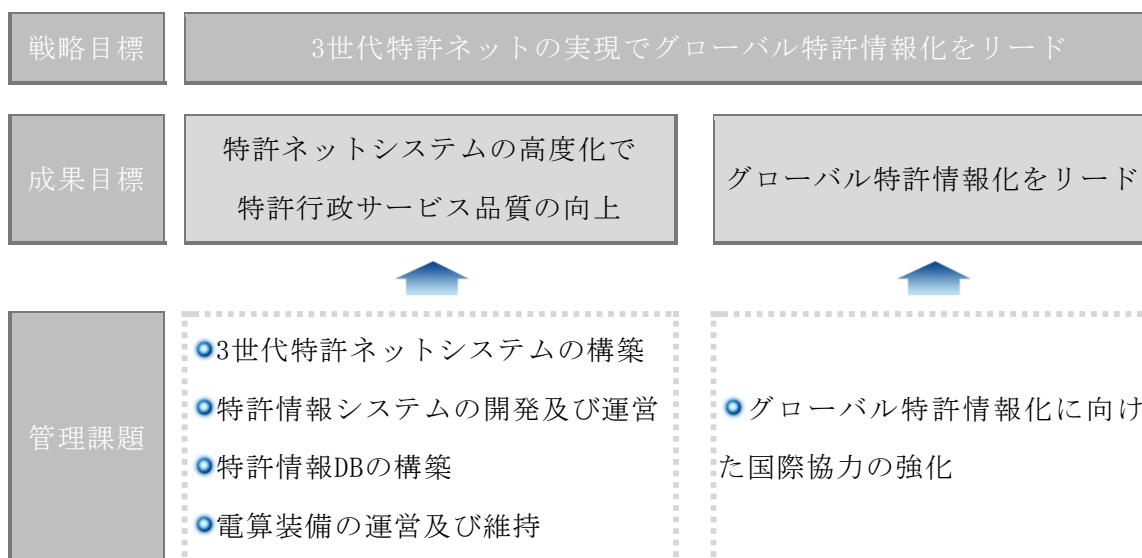 戦略目標
3世代特許ネットの実現でグローバル特許情報化をリード
成果目標
特許ネットシステムの高度化で
特許行政サービス品質の向上
グローバル特許情報化をリード
管理課題
3世代特許ネットシステムの構築
特許情報システムの開発及び運営
特許情報DBの構築
電算装備の運営及び維持
グローバル特許情報化に向け
た国際協力の強化